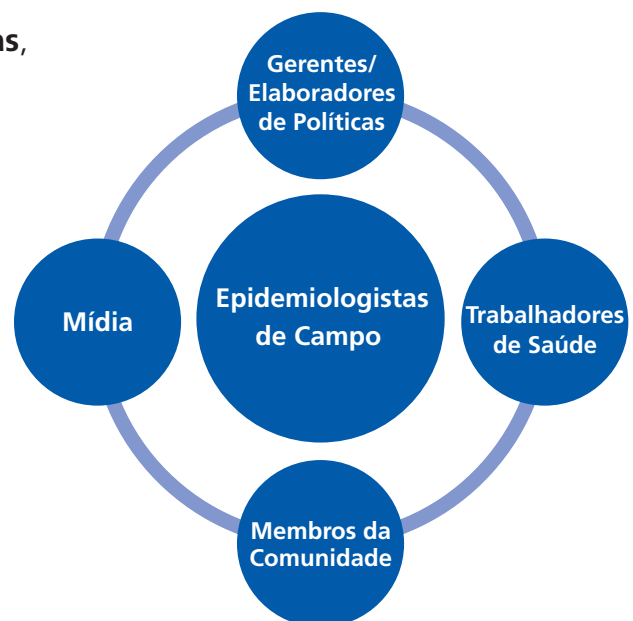 as,
Gerentes/
Elaboradores
de Políticas
Mídia
Epidemiologistas
de Campo
Trabalhadores
de Saúde
Membros da
Comunidade